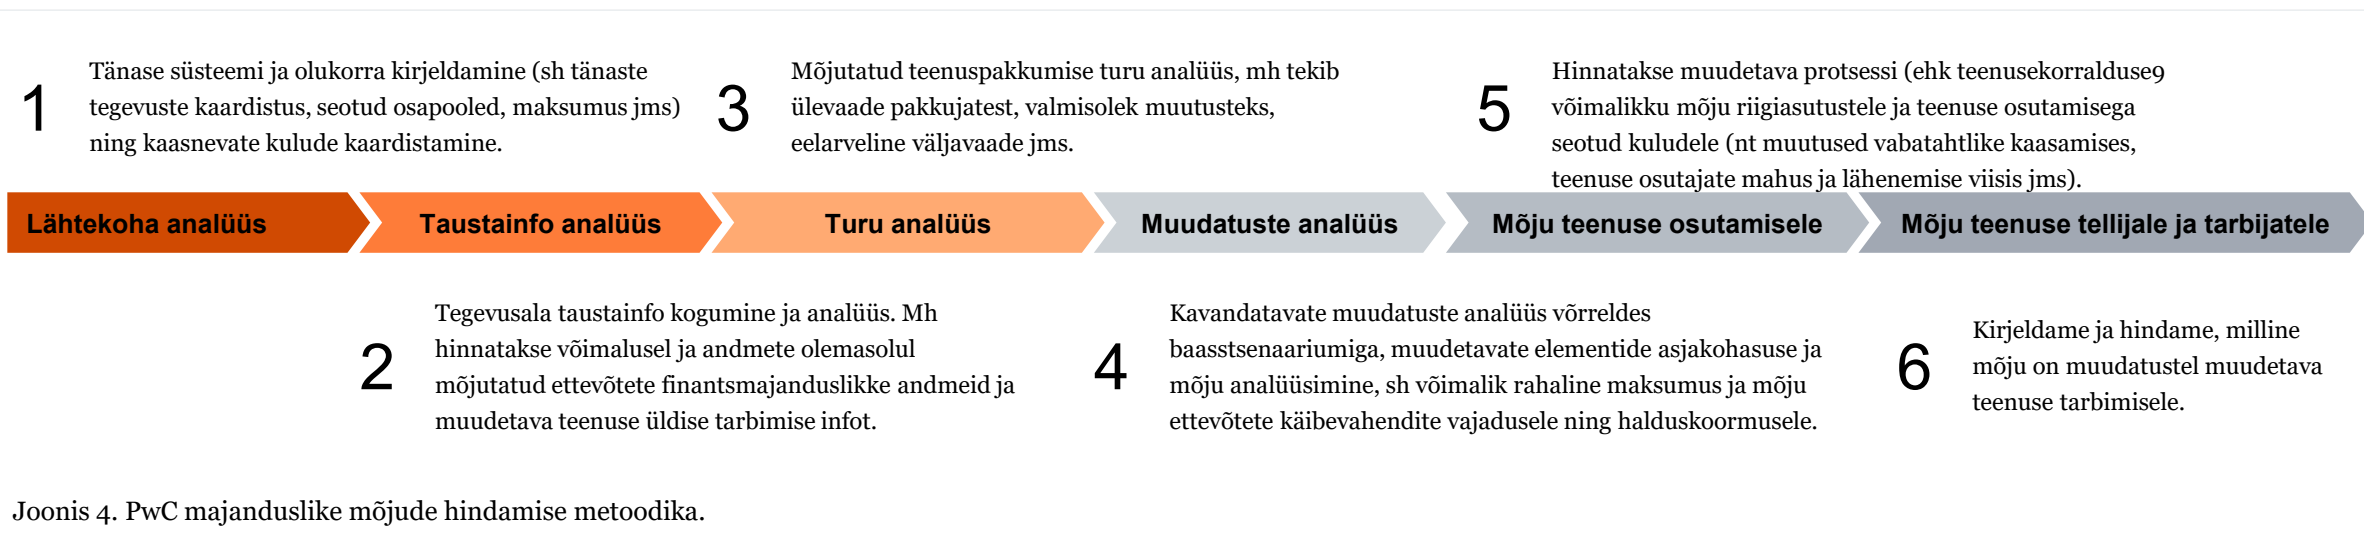 1
Tänase süsteemi ja olukorra kirjeldamine (sh tänaste
tegevuste kaardistus, seotud osapooled, maksumus jms)
ning kaasnevate kulude kaardistamine.
3
Mõjutatud teenuspakkumise turu analüüs, mh tekib
ülevaade pakkujatest, valmisolek muutusteks,
eelarveline väljavaade jms.
5
Hinnatakse muudetava protsessi (ehk teenusekorralduse9
võimalikku mõju riigiasutustele ja teenuse osutamisega
seotud kuludele (nt muutused vabatahtlike kaasamises,
teenuse osutajate mahus ja lähenemise viisis jms).
Lähtekoha analüüs
Taustainfo analüüs
Turu analüüs
Muudatuste analüüs
Mõju teenuse osutamisele
Mõju teenuse tellijale ja tarbijatele
2
Tegevusala taustainfo kogumine ja analüüs. Mh
hinnatakse võimalusel ja andmete olemasolul
mõjutatud ettevõtete finantsmajanduslikke andmeid ja
muudetava teenuse üldise tarbimise infot.
4
Kavandatavate muudatuste analüüs võrreldes
baasstsenaariumiga, muudetavate elementide asjakohasuse ja
mõju analüüsimine, sh võimalik rahaline maksumus ja mõju
ettevõtete käibevahendite vajadusele ning halduskoormusele.
6
Kirjeldame ja hindame, milline
mõju on muudatustel muudetava
teenuse tarbimisele.
Joonis 4. PwC majanduslike mõjude hindamise metoodika.